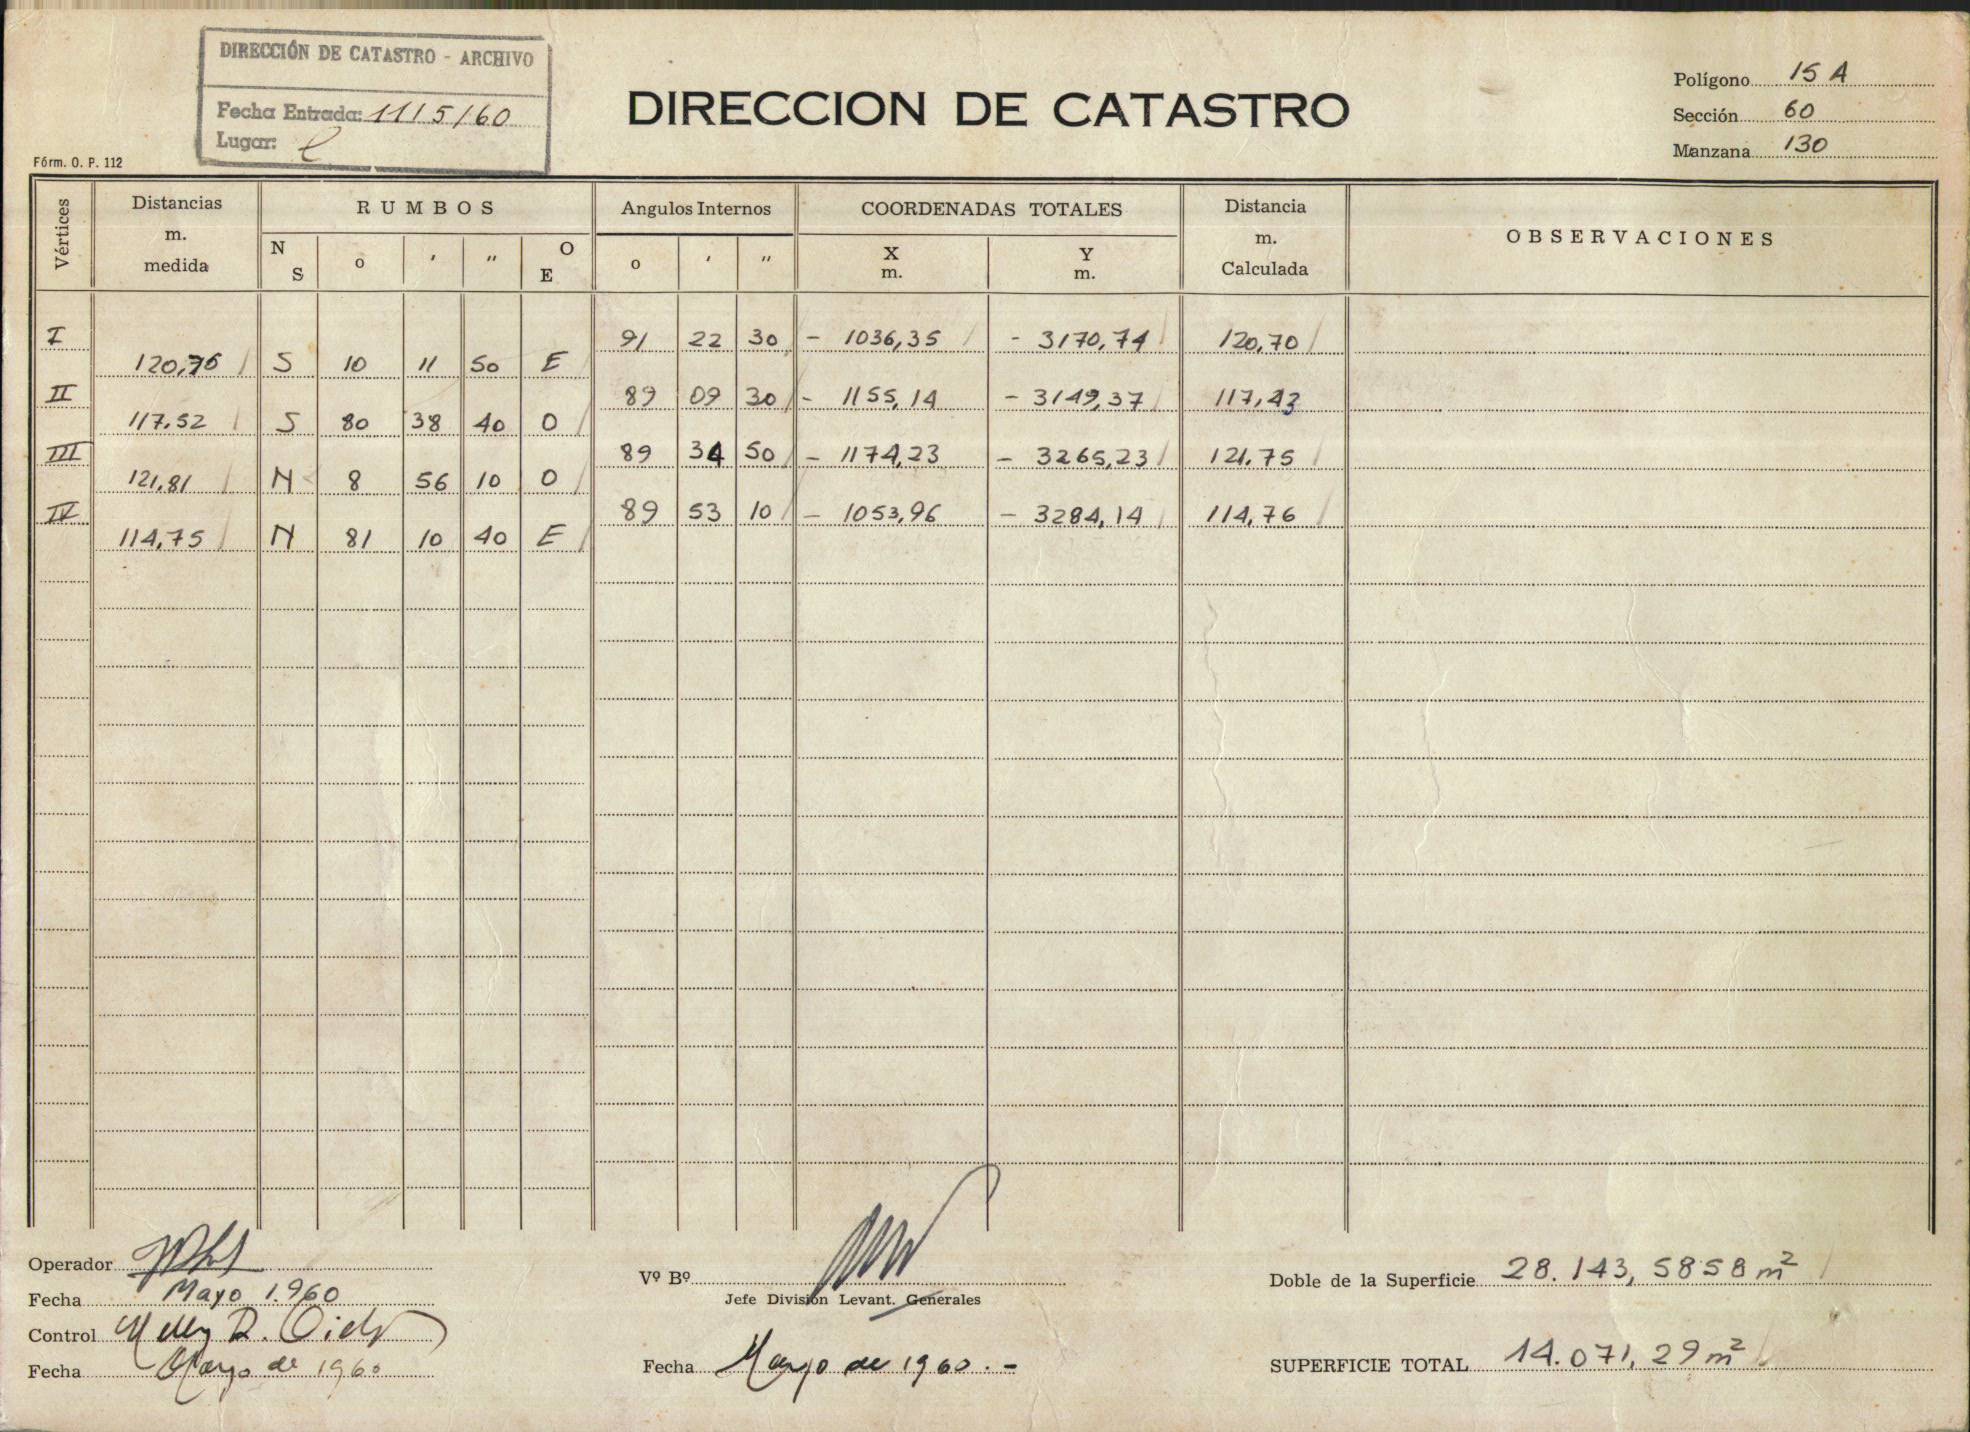 DIRECCIÓN DE CATASTRO - ARCHIVO
Fecha Entrada: 11/5/60
Lugar:
Fórm. O. P. 112
DIRECCION DE CATASTRO
Polígono 15 A
Sección 60
Manzana 130
Vértices Distancias m. medida RUMBOS N S o ' " O E Angulos Internos o ' " COORDENADAS TOTALES X m. Y m. Distancia m. Calculada OBSERVACIONES
I 91 22 30 - 1036,35 - 3170,74 120,70
120,76 S 10 11 50 E
II 89 09 30 - 1155,14 - 3149,37 117,43
117,52 S 80 38 40 O
III 89 34 50 - 1174,23 - 3265,23 121,75
121,81 N 8 56 10 O
IV 89 53 10 - 1053,96 - 3284,14 114,76
114,75 N 81 10 40 E
Operador
Fecha Mayo 1.960
Control Nelly R.
Fecha Mayo de 1960
Vº Bº
Jefe División Levant. Generales
Fecha Mayo de 1960.-
Doble de la Superficie 28.143,5858 m²
SUPERFICIE TOTAL 14.071,29 m²